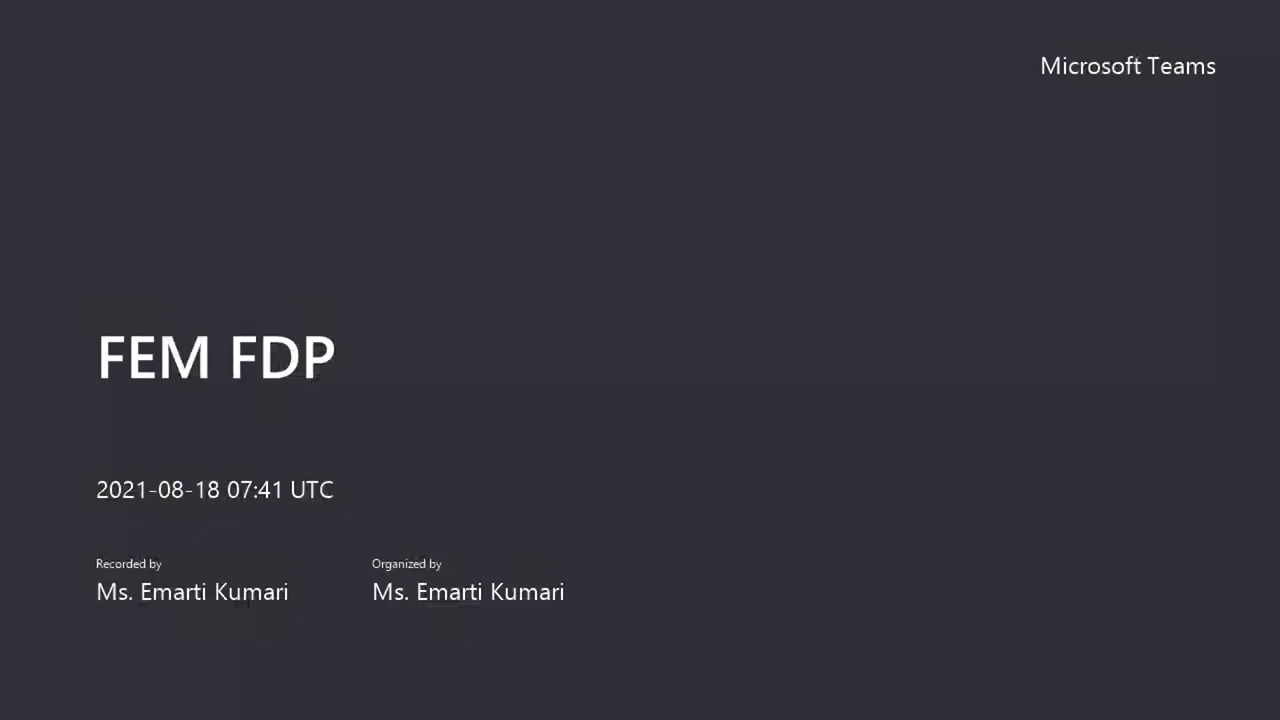 Microsoft Teams
FEM FDP
2021-08-18 07:41 UTC
Recorded by
Ms. Emarti Kumari
Organized by
Ms. Emarti Kumari